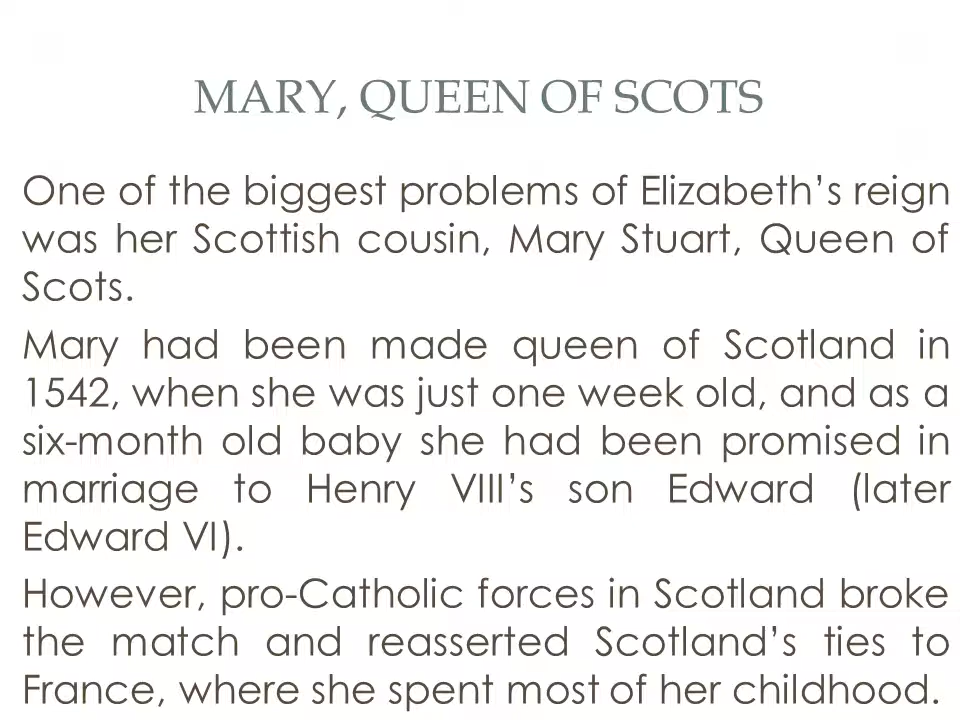 MARY, QUEEN OF SCOTS
One of the biggest problems of Elizabeth’s reign
was her Scottish cousin, Mary Stuart, Queen of
Scots.
Mary had been made queen of Scotland in
1542, when she was just one week old, and as a
six-month old baby she had been promised in
marriage to Henry VIII’s son Edward (later
Edward VI).
However, pro-Catholic forces in Scotland broke
the match and reasserted Scotland’s ties to
France, where she spent most of her childhood.